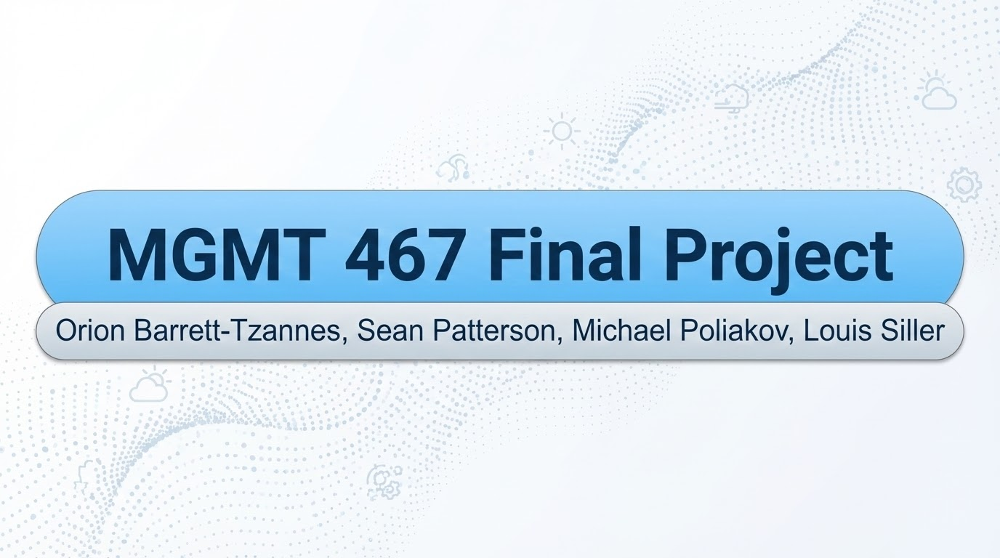 MGMT 467 Final Project
Orion Barrett-Tzannes, Sean Patterson, Michael Poliakov, Louis Siller